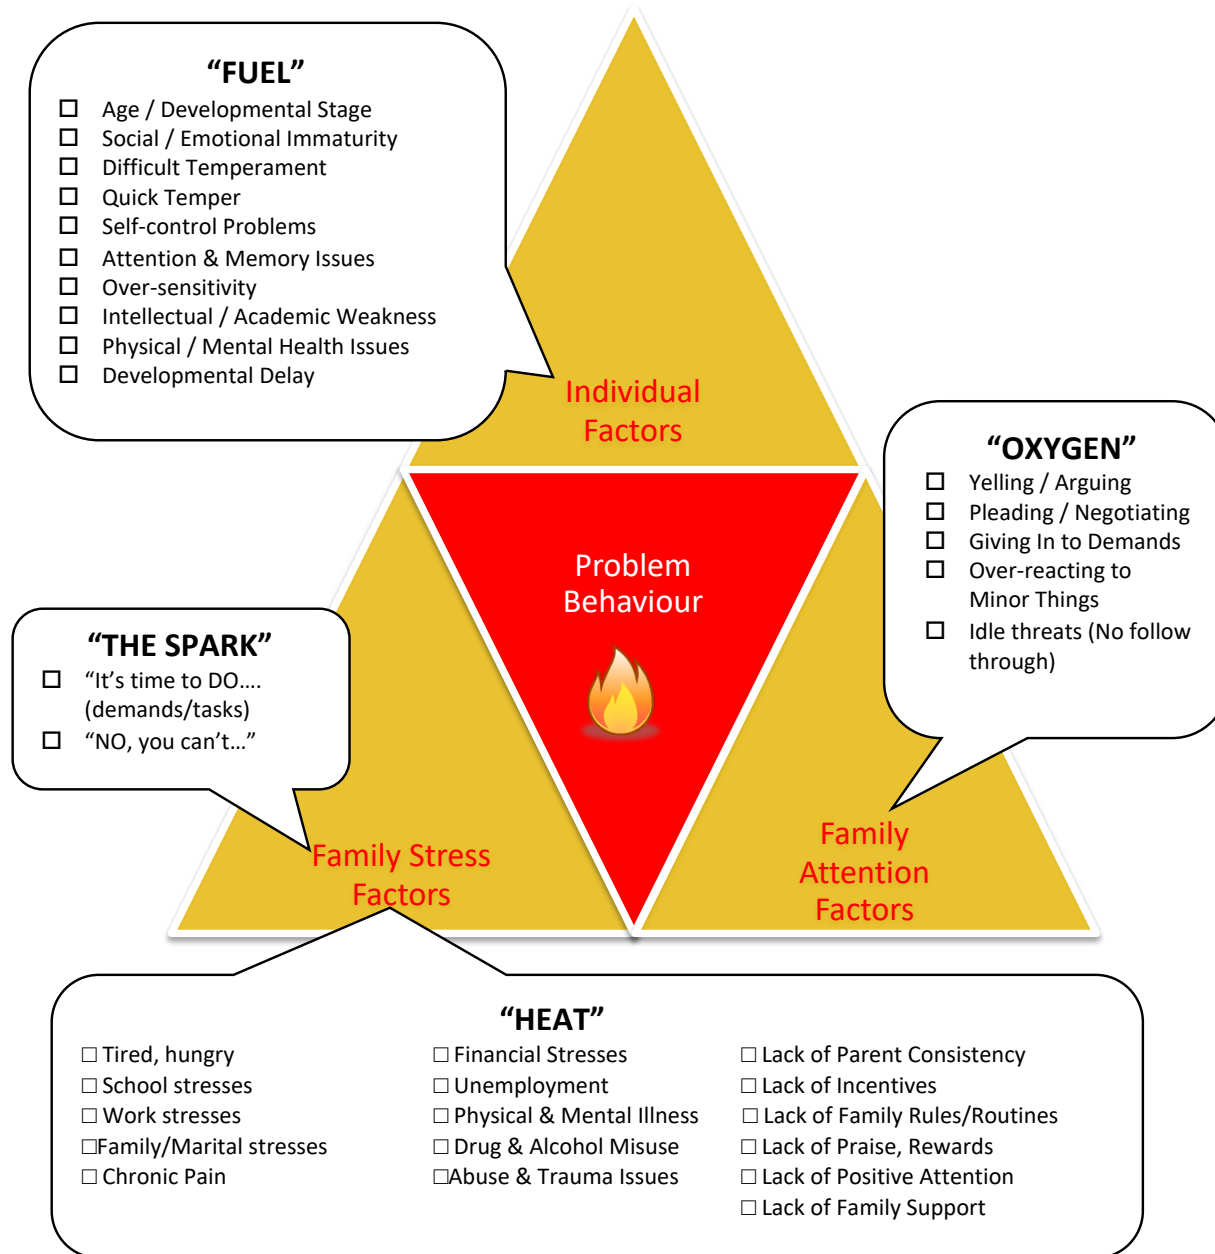 “FUEL”
☐ Age / Developmental Stage
☐ Social / Emotional Immaturity
☐ Difficult Temperament
☐ Quick Temper
☐ Self-control Problems
☐ Attention & Memory Issues
☐ Over-sensitivity
☐ Intellectual / Academic Weakness
☐ Physical / Mental Health Issues
☐ Developmental Delay
Individual
Factors
“OXYGEN”
☐ Yelling / Arguing
☐ Pleading / Negotiating
☐ Giving In to Demands
☐ Over-reacting to
Minor Things
☐ Idle threats (No follow
through)
Problem
Behaviour
“THE SPARK”
☐ “It’s time to DO….
(demands/tasks)
☐ “NO, you can’t…”
Family Stress
Factors
Family
Attention
Factors
“HEAT”
☐ Tired, hungry
☐ School stresses
☐ Work stresses
☐Family/Marital stresses
☐ Chronic Pain
☐ Financial Stresses
☐ Unemployment
☐ Physical & Mental Illness
☐ Drug & Alcohol Misuse
☐Abuse & Trauma Issues
☐ Lack of Parent Consistency
☐ Lack of Incentives
☐ Lack of Family Rules/Routines
☐ Lack of Praise, Rewards
☐ Lack of Positive Attention
☐ Lack of Family Support